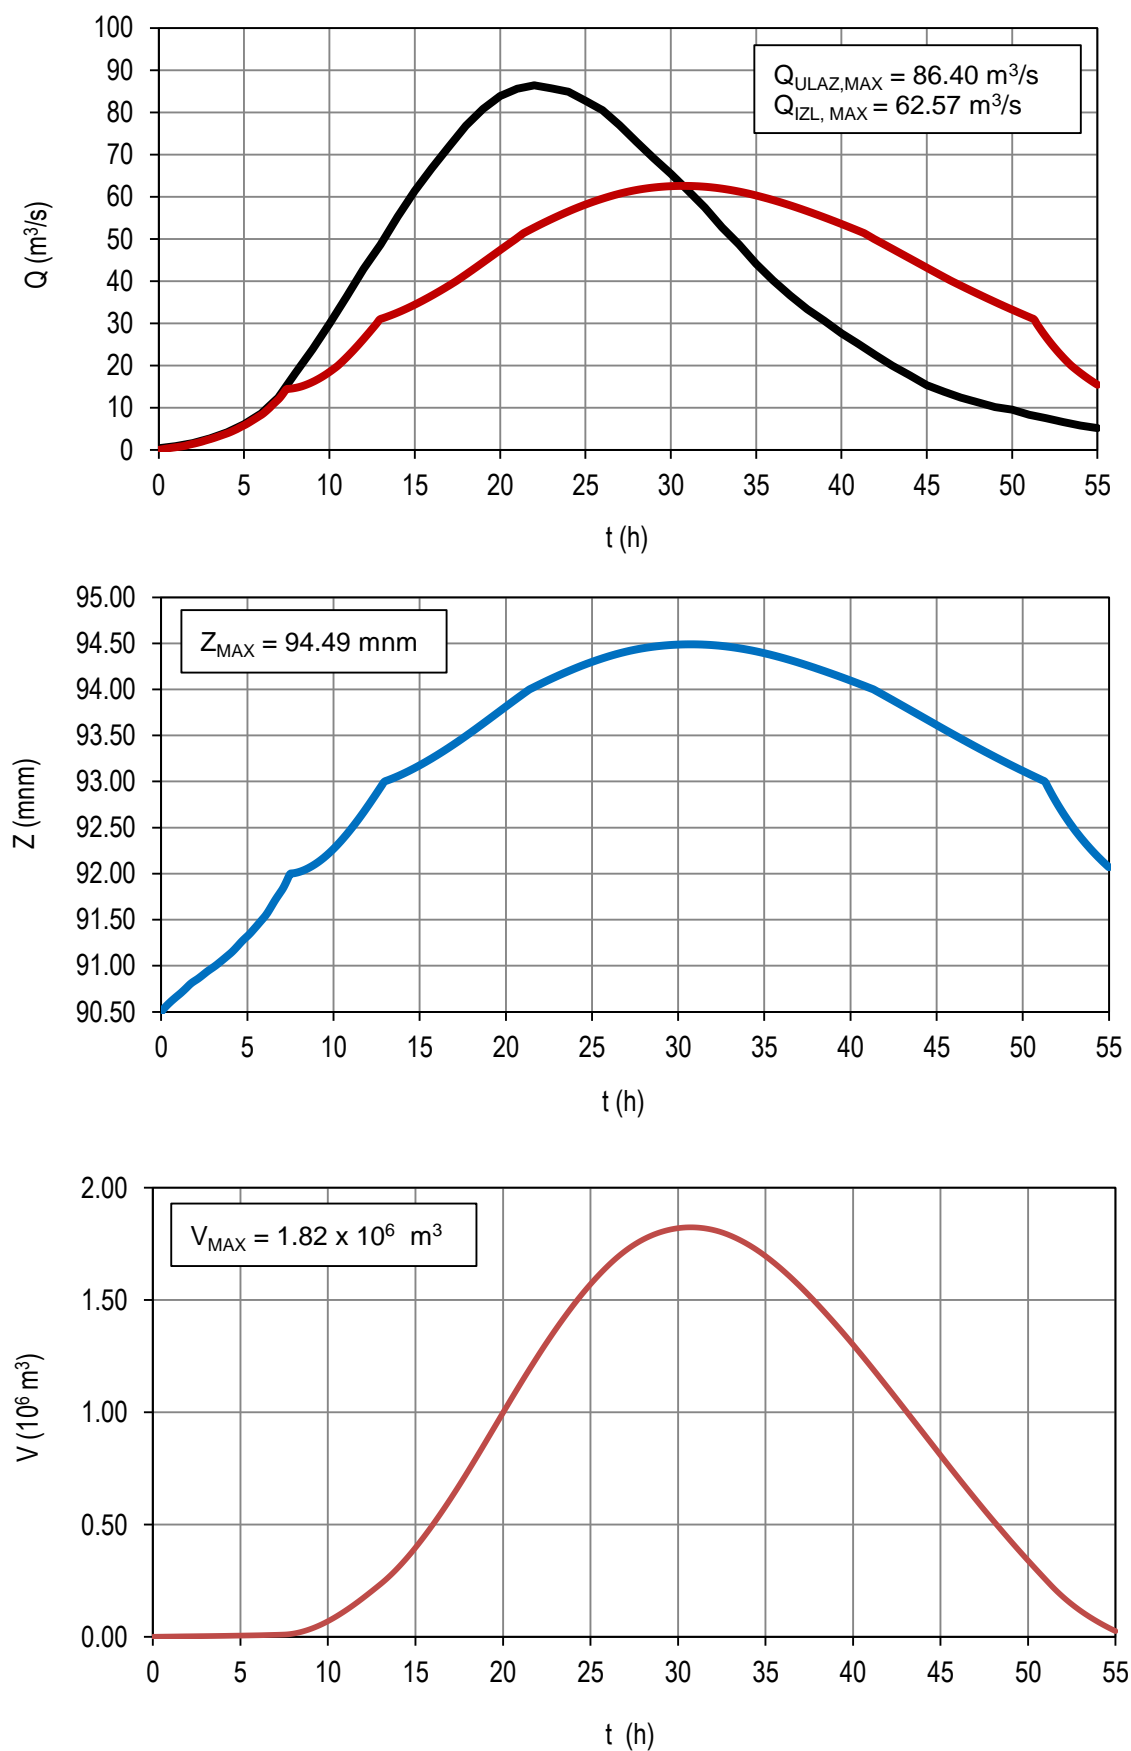 100
90
80
70
60
50
40
30
20
10
0
Q (m³/s)
Q_ULAZ,MAX = 86.40 m³/s
Q_IZL, MAX = 62.57 m³/s
0 5 10 15 20 25 30 35 40 45 50 55
t (h)
95.00
94.50
94.00
93.50
93.00
92.50
92.00
91.50
91.00
90.50
Z (mnm)
Z_MAX = 94.49 mnm
0 5 10 15 20 25 30 35 40 45 50 55
t (h)
2.00
1.50
1.00
0.50
0.00
V (10⁶ m³)
V_MAX = 1.82 x 10⁶ m³
0 5 10 15 20 25 30 35 40 45 50 55
t (h)